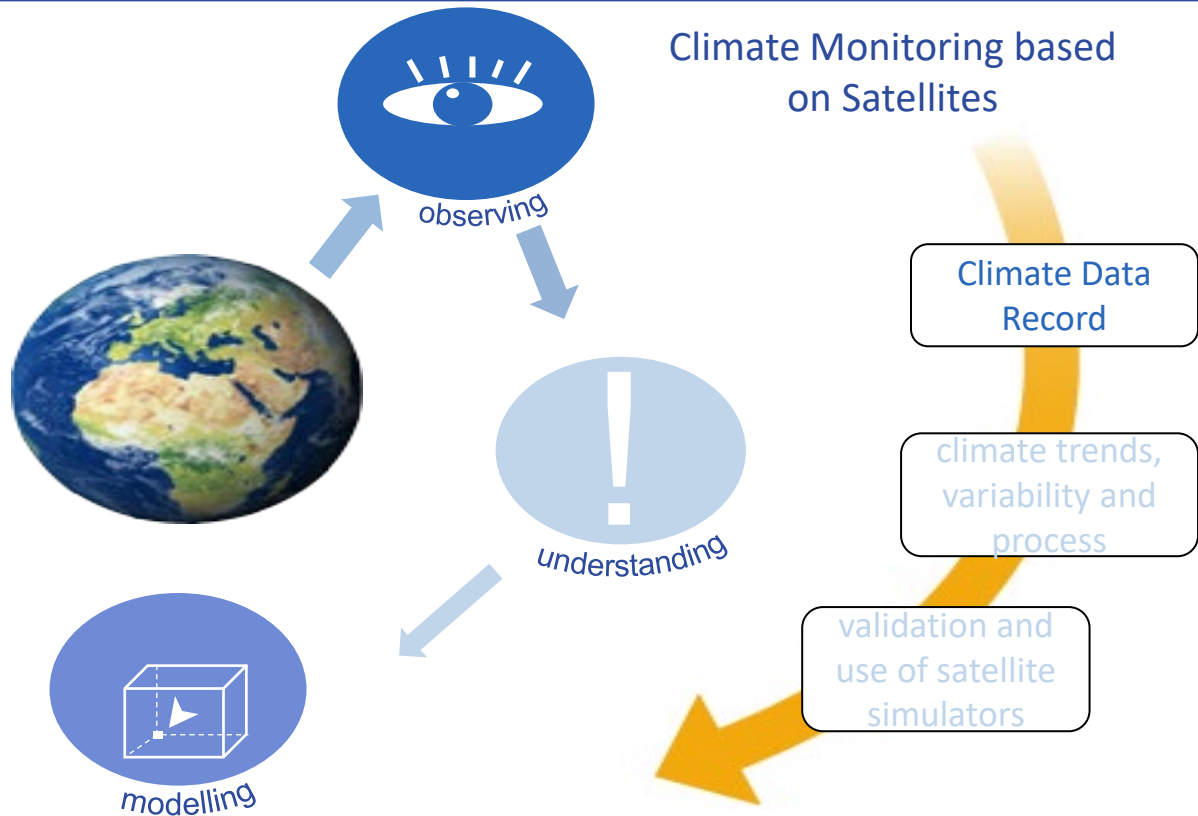 Climate Monitoring based
on Satellites
observing
Climate Data
Record
understanding
climate trends,
variability and
process
validation and
use of satellite
simulators
modelling